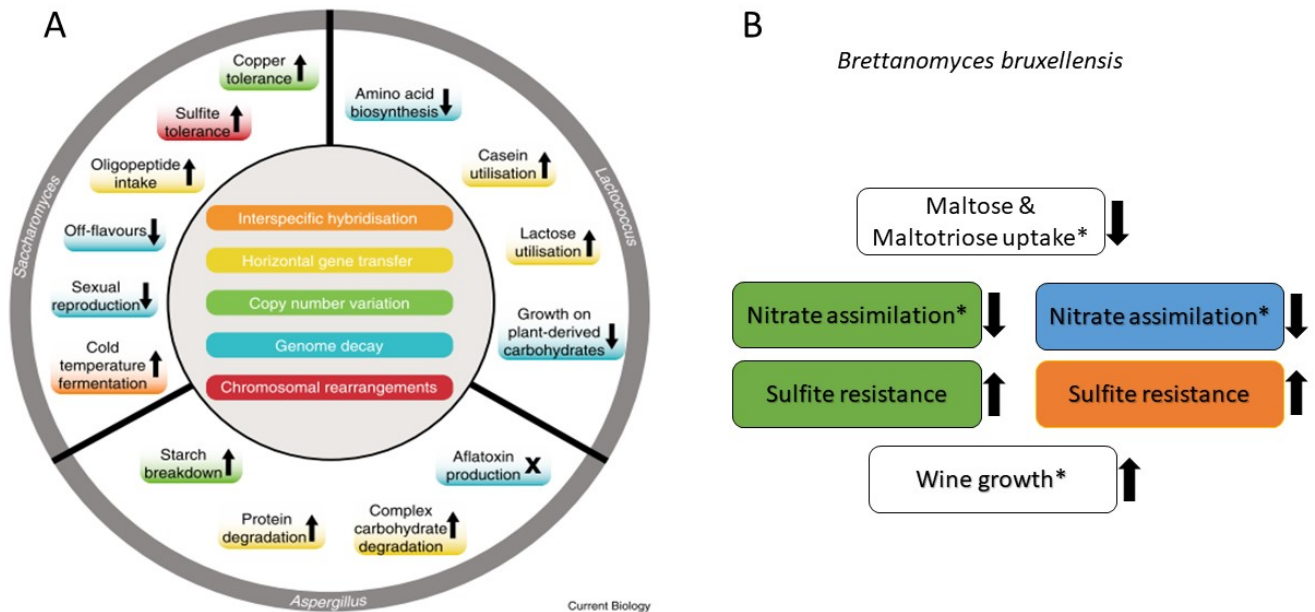 A
Copper
tolerance
Sulfite
tolerance
Oligopeptide
intake
Off-flavours
Sexual
reproduction
Cold
temperature
fermentation
Saccharomyces
Amino acid
biosynthesis
Casein
utilisation
Lactose
utilisation
Growth on
plant-derived
carbohydrates
Lactococcus
Interspecific hybridisation
Horizontal gene transfer
Copy number variation
Genome decay
Chromosomal rearrangements
Starch
breakdown
Protein
degradation
Complex
carbohydrate
degradation
Aflatoxin
production X
Aspergillus
Current Biology
B
Brettanomyces bruxellensis
Maltose &
Maltotriose uptake*
Nitrate assimilation*
Nitrate assimilation*
Sulfite resistance
Sulfite resistance
Wine growth*